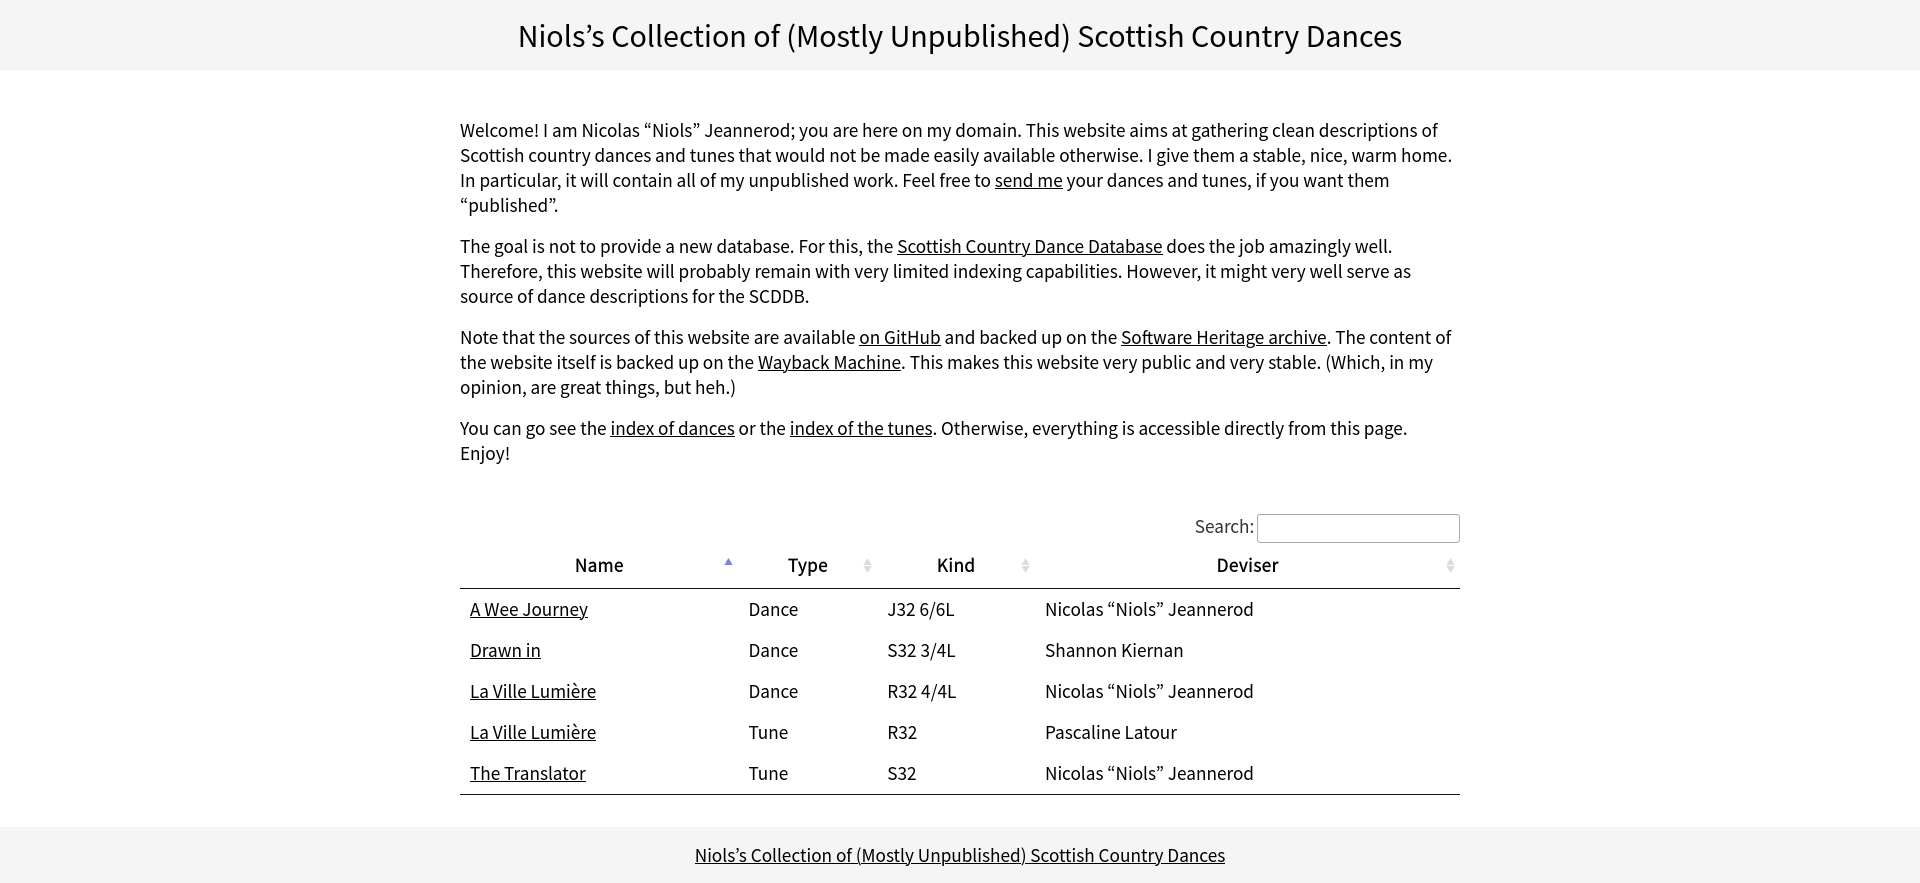 Niols’s Collection of (Mostly Unpublished) Scottish Country Dances
Welcome! I am Nicolas “Niols” Jeannerod; you are here on my domain. This website aims at gathering clean descriptions of
Scottish country dances and tunes that would not be made easily available otherwise. I give them a stable, nice, warm home.
In particular, it will contain all of my unpublished work. Feel free to send me your dances and tunes, if you want them
“published”.
The goal is not to provide a new database. For this, the Scottish Country Dance Database does the job amazingly well.
Therefore, this website will probably remain with very limited indexing capabilities. However, it might very well serve as
source of dance descriptions for the SCDDB.
Note that the sources of this website are available on GitHub and backed up on the Software Heritage archive. The content of
the website itself is backed up on the Wayback Machine. This makes this website very public and very stable. (Which, in my
opinion, are great things, but heh.)
You can go see the index of dances or the index of the tunes. Otherwise, everything is accessible directly from this page.
Enjoy!
Search:
Name Type Kind Deviser
A Wee Journey Dance J32 6/6L Nicolas “Niols” Jeannerod
Drawn in Dance S32 3/4L Shannon Kiernan
La Ville Lumière Dance R32 4/4L Nicolas “Niols” Jeannerod
La Ville Lumière Tune R32 Pascaline Latour
The Translator Tune S32 Nicolas “Niols” Jeannerod
Niols’s Collection of (Mostly Unpublished) Scottish Country Dances